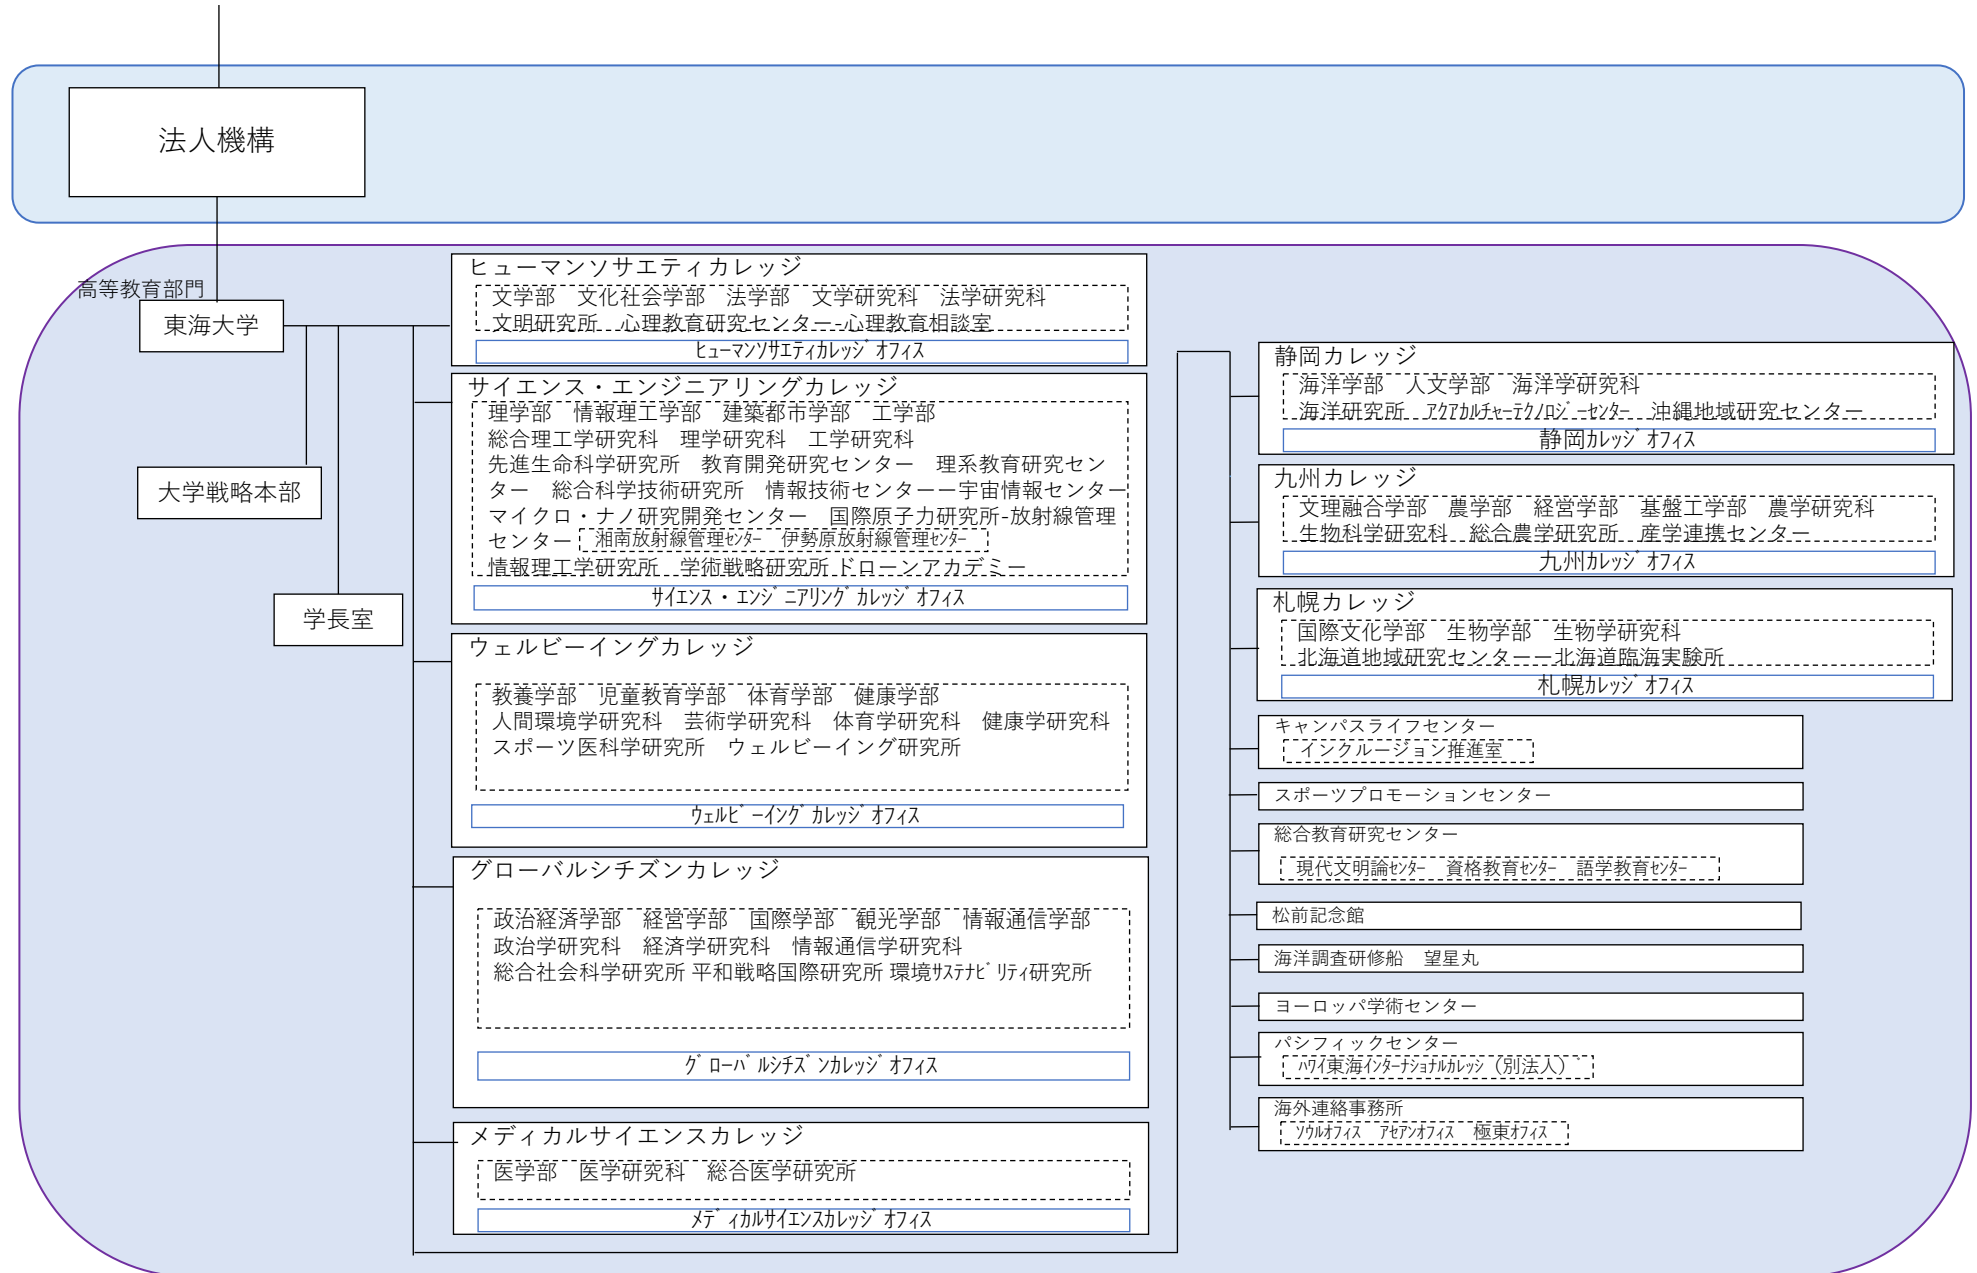 法人機構
高等教育部門
東海大学
大学戦略本部
学長室
ヒューマンソサエティカレッジ
文学部　文化社会学部　法学部　文学研究科　法学研究科
文明研究所　心理教育研究センター-心理教育相談室
ﾋｭｰﾏﾝｿｻｴﾃｨｶﾚｯｼﾞｵﾌｨｽ
サイエンス・エンジニアリングカレッジ
理学部　情報理工学部　建築都市学部　工学部
総合理工学研究科　理学研究科　工学研究科
先進生命科学研究所　教育開発研究センター　理系教育研究セン
ター　総合科学技術研究所　情報技術センターー宇宙情報センター
マイクロ・ナノ研究開発センター　国際原子力研究所-放射線管理
センター　湘南放射線管理ｾﾝﾀｰ　伊勢原放射線管理ｾﾝﾀｰ
情報理工学研究所　学術戦略研究所 ドローンアカデミー
ｻｲｴﾝｽ・ｴﾝｼﾞﾆｱﾘﾝｸﾞｶﾚｯｼﾞｵﾌｨｽ
ウェルビーイングカレッジ
教養学部　児童教育学部　体育学部　健康学部
人間環境学研究科　芸術学研究科　体育学研究科　健康学研究科
スポーツ医科学研究所　ウェルビーイング研究所
ｳｪﾙﾋﾞｰｲﾝｸﾞｶﾚｯｼﾞｵﾌｨｽ
グローバルシチズンカレッジ
政治経済学部　経営学部　国際学部　観光学部　情報通信学部
政治学研究科　経済学研究科　情報通信学研究科
総合社会科学研究所 平和戦略国際研究所 環境ｻｽﾃﾅﾋﾞﾘﾃｨ研究所
ｸﾞﾛｰﾊﾞﾙｼﾁｽﾞﾝｶﾚｯｼﾞｵﾌｨｽ
メディカルサイエンスカレッジ
医学部　医学研究科　総合医学研究所
ﾒﾃﾞｨｶﾙｻｲｴﾝｽｶﾚｯｼﾞｵﾌｨｽ
静岡カレッジ
海洋学部　人文学部　海洋学研究科
海洋研究所　ｱｸｱｶﾙﾁｬｰﾃｸﾉﾛｼﾞｰｾﾝﾀｰ　沖縄地域研究センター
静岡ｶﾚｯｼﾞｵﾌｨｽ
九州カレッジ
文理融合学部　農学部　経営学部　基盤工学部　農学研究科
生物科学研究科　総合農学研究所　産学連携センター
九州ｶﾚｯｼﾞｵﾌｨｽ
札幌カレッジ
国際文化学部　生物学部　生物学研究科
北海道地域研究センターー北海道臨海実験所
札幌ｶﾚｯｼﾞｵﾌｨｽ
キャンパスライフセンター
インクルージョン推進室
スポーツプロモーションセンター
総合教育研究センター
現代文明論ｾﾝﾀｰ　資格教育ｾﾝﾀｰ　語学教育ｾﾝﾀｰ
松前記念館
海洋調査研修船　望星丸
ヨーロッパ学術センター
パシフィックセンター
ﾊﾜｲ東海ｲﾝﾀｰﾅｼｮﾅﾙｶﾚｯｼﾞ（別法人）
海外連絡事務所
ｿｳﾙｵﾌｨｽ　ｱｾｱﾝｵﾌｨｽ　極東ｵﾌｨｽ